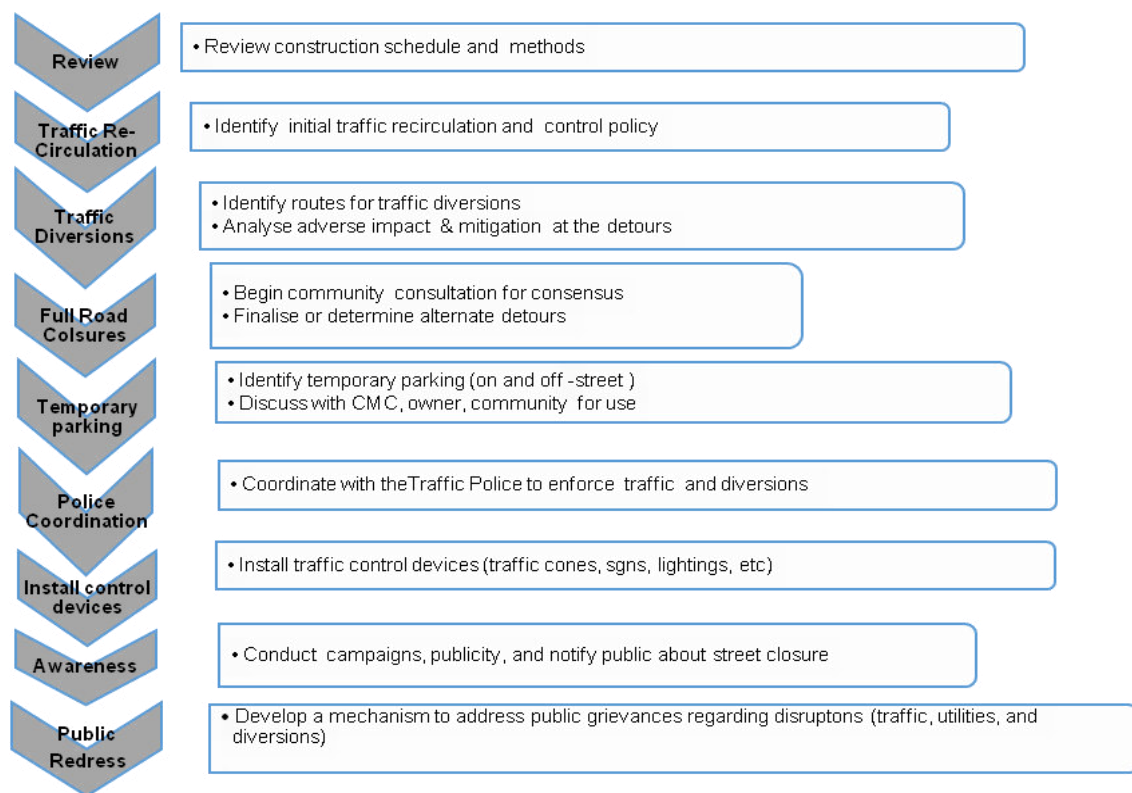 Review
• Review construction schedule and methods
Traffic Re-
Circulation
• Identify initial traffic recirculation and control policy
Traffic
Diversions
• Identify routes for traffic diversions
• Analyse adverse impact & mitigation at the detours
Full Road
Colsures
• Begin community consultation for consensus
• Finalise or determine alternate detours
Temporary
parking
• Identify temporary parking (on and off -street )
• Discuss with CMC, owner, community for use
Police
Coordination
• Coordinate with theTraffic Police to enforce traffic and diversions
Install control
devices
• Install traffic control devices (traffic cones, sgns, lightings, etc)
Awareness
• Conduct campaigns, publicity, and notify public about street closure
Public
Redress
• Develop a mechanism to address public grievances regarding disruptons (traffic, utilities, and
diversions)